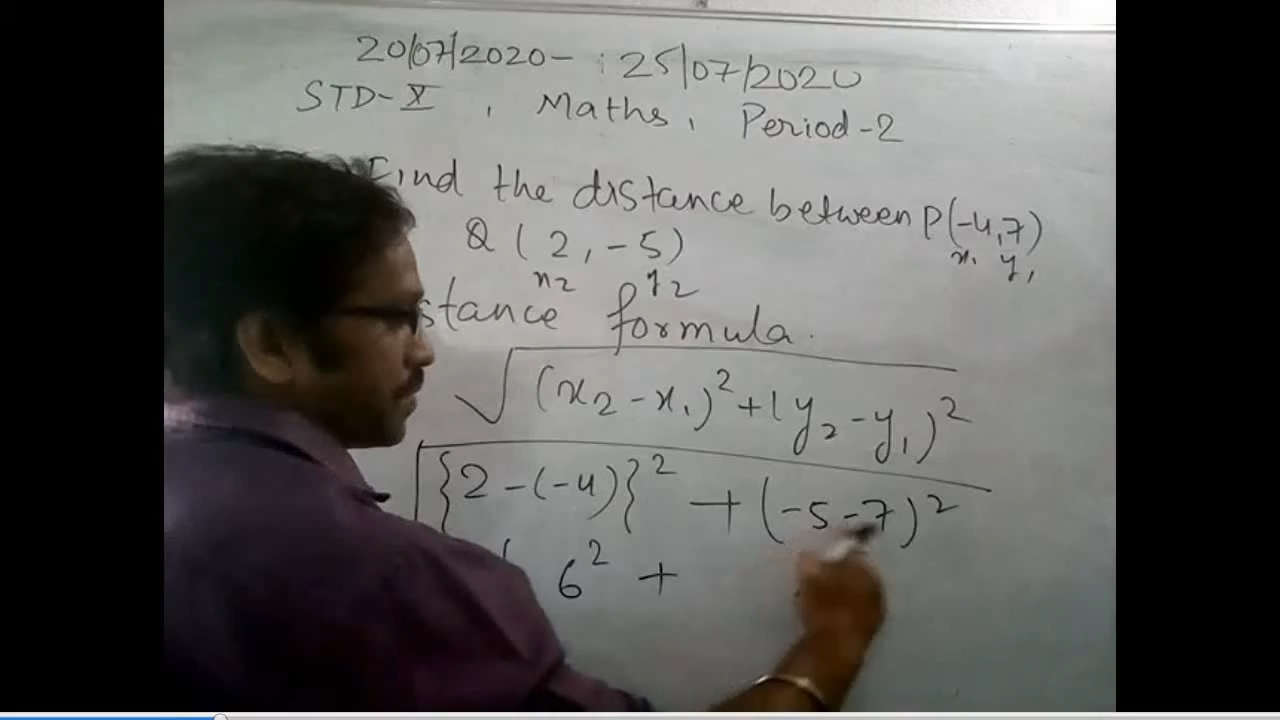 20/07/2020- : 25/07/2020
STD-X , Maths, Period-2
Find the distance between P(-4,7)
x₁ y₁
Q (2,-5)
x₂ y₂
stance formula.
√(x₂-x₁)²+(y₂-y₁)²
√{2-(-4)}² + (-5-7)²
6² +